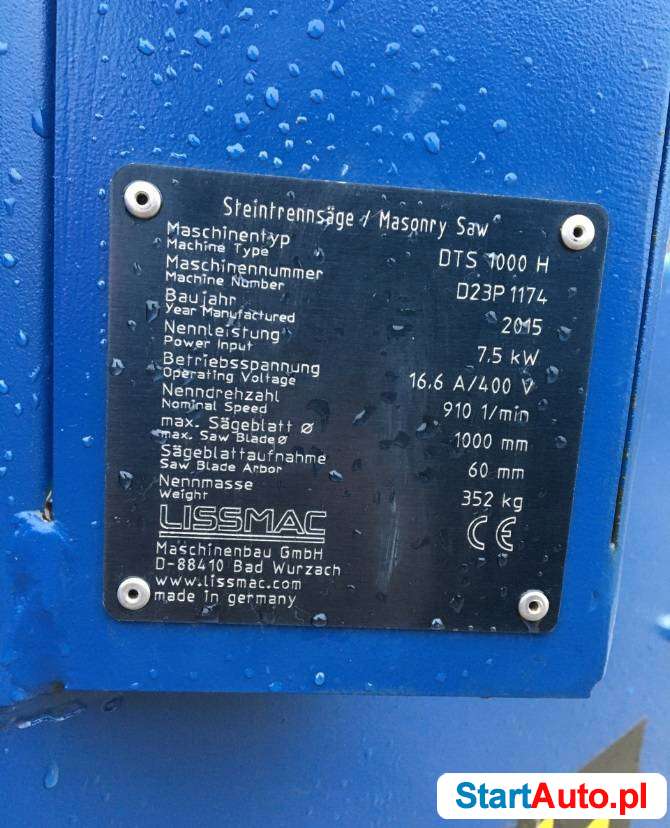 Steintrennsäge / Masonry Saw
Maschinentyp
Machine Type DTS 1000 H
Maschinennummer
Machine Number D23P1174
Baujahr
Year Manufactured 2015
Nennleistung
Power Input 7.5 kW
Betriebsspannung
Operating Voltage 16.6 A/400 V
Nenndrehzahl
Nominal Speed 910 1/min
max. Sägeblatt Ø
max. Saw Blade Ø 1000 mm
Sägeblattaufnahme
Saw Blade Arbor 60 mm
Nennmasse
Weight 352 kg
LISSMAC CE
Maschinenbau GmbH
D-88410 Bad Wurzach
www.lissmac.com
made in germany
StartAuto.pl